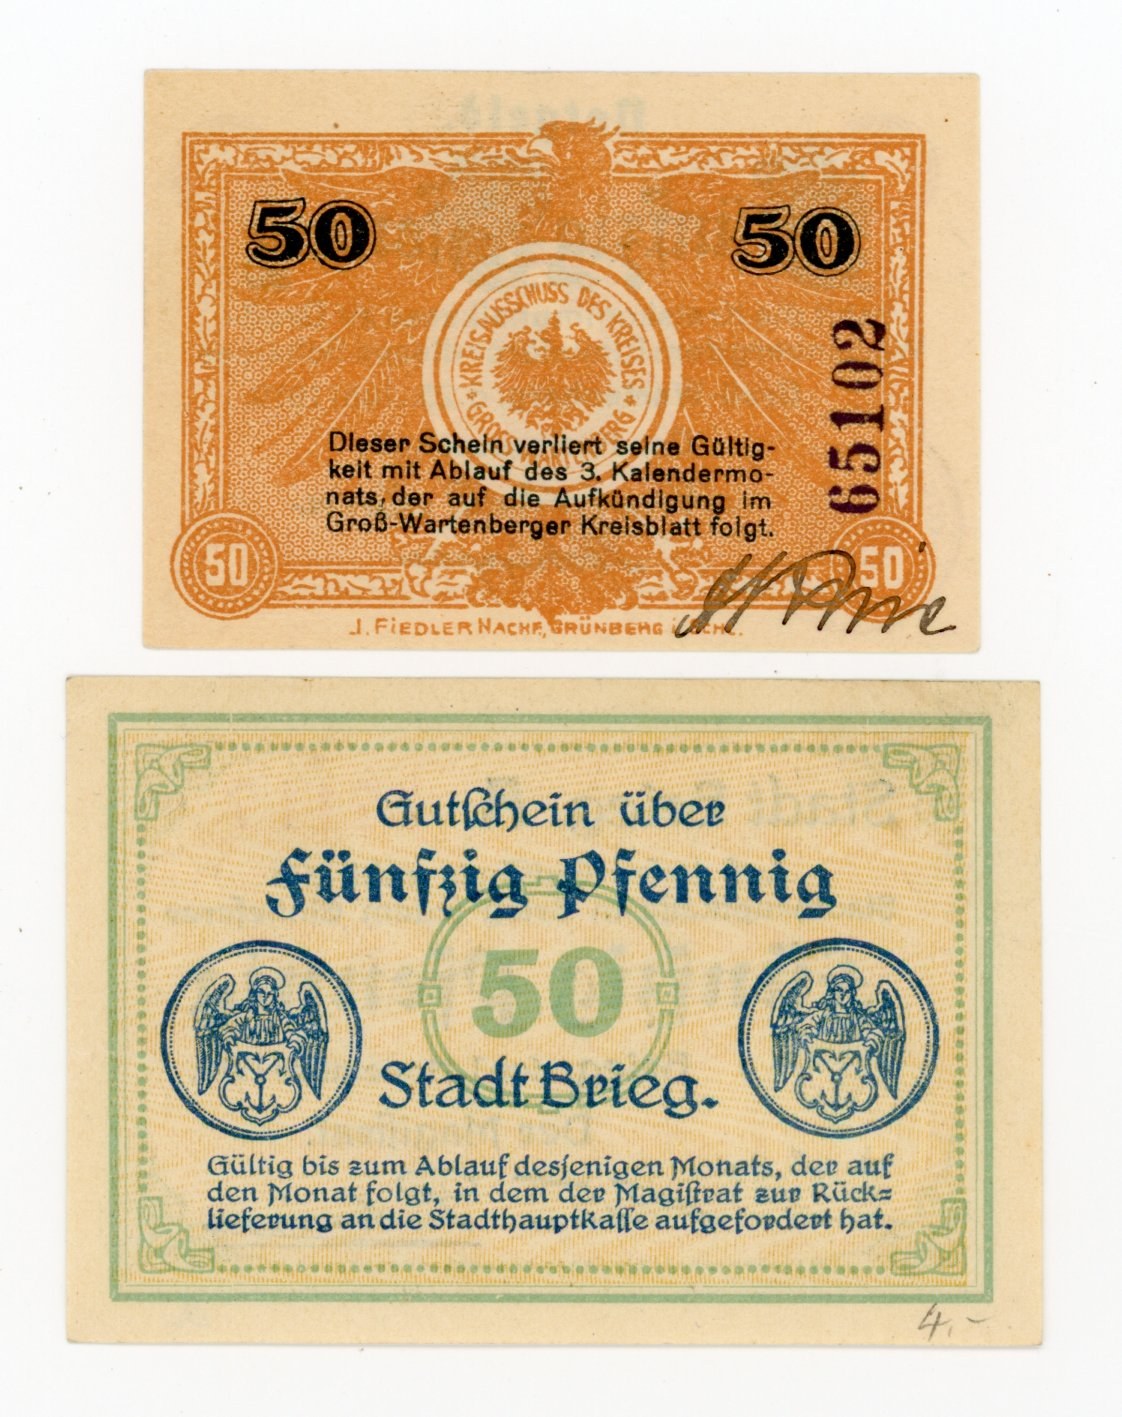 50 50
KREISAUSSCHUSS DES KREISES
* GROSS WARTENBERG *
65102
Dieser Schein verliert seine Gültig-
keit mit Ablauf des 3. Kalendermo-
nats, der auf die Aufkündigung im
Groß-Wartenberger Kreisblatt folgt.
50 50
J. FIEDLER NACHF., GRÜNBERG i. SCHL.
Gutschein über
Fünfzig Pfennig
50
Stadt Brieg.
Gültig bis zum Ablauf desjenigen Monats, der auf
den Monat folgt, in dem der Magistrat zur Rück=
lieferung an die Stadthauptkasse aufgefordert hat.
4.-